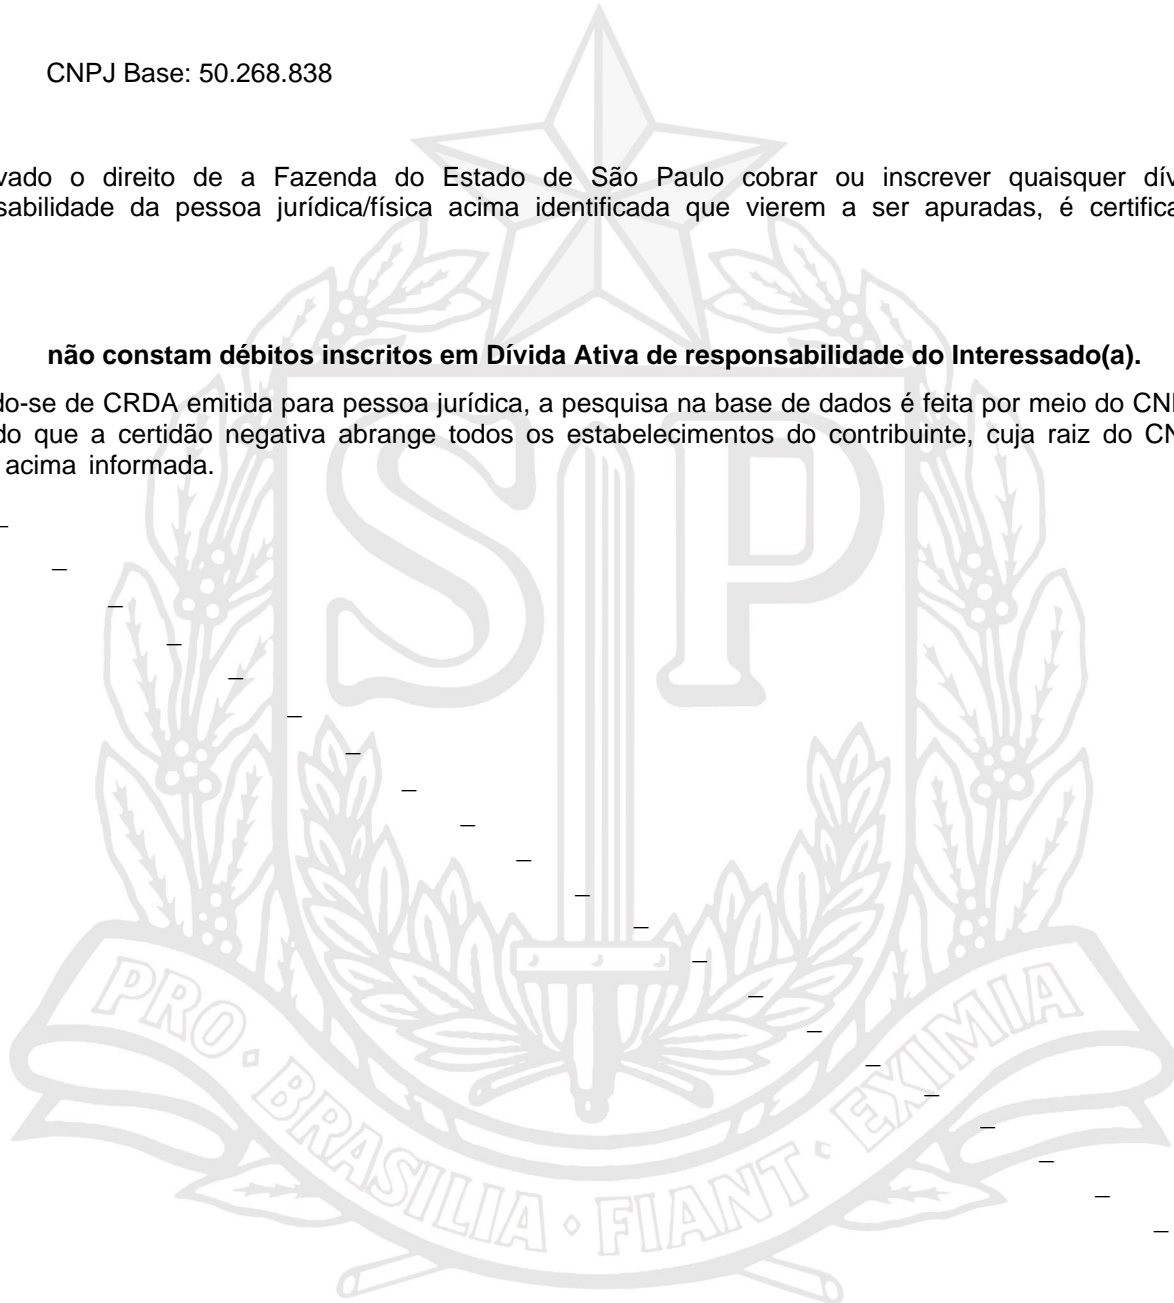 CNPJ Base: 50.268.838
vado o direito de a Fazenda do Estado de São Paulo cobrar ou inscrever quaisquer dív
sabilidade da pessoa jurídica/física acima identificada que vierem a ser apuradas, é certifica
não constam débitos inscritos em Dívida Ativa de responsabilidade do Interessado(a).
do-se de CRDA emitida para pessoa jurídica, a pesquisa na base de dados é feita por meio do CN
do que a certidão negativa abrange todos os estabelecimentos do contribuinte, cuja raiz do CN
acima informada.
SP
PRO · BRASILIA · FIANT · EXIMIA